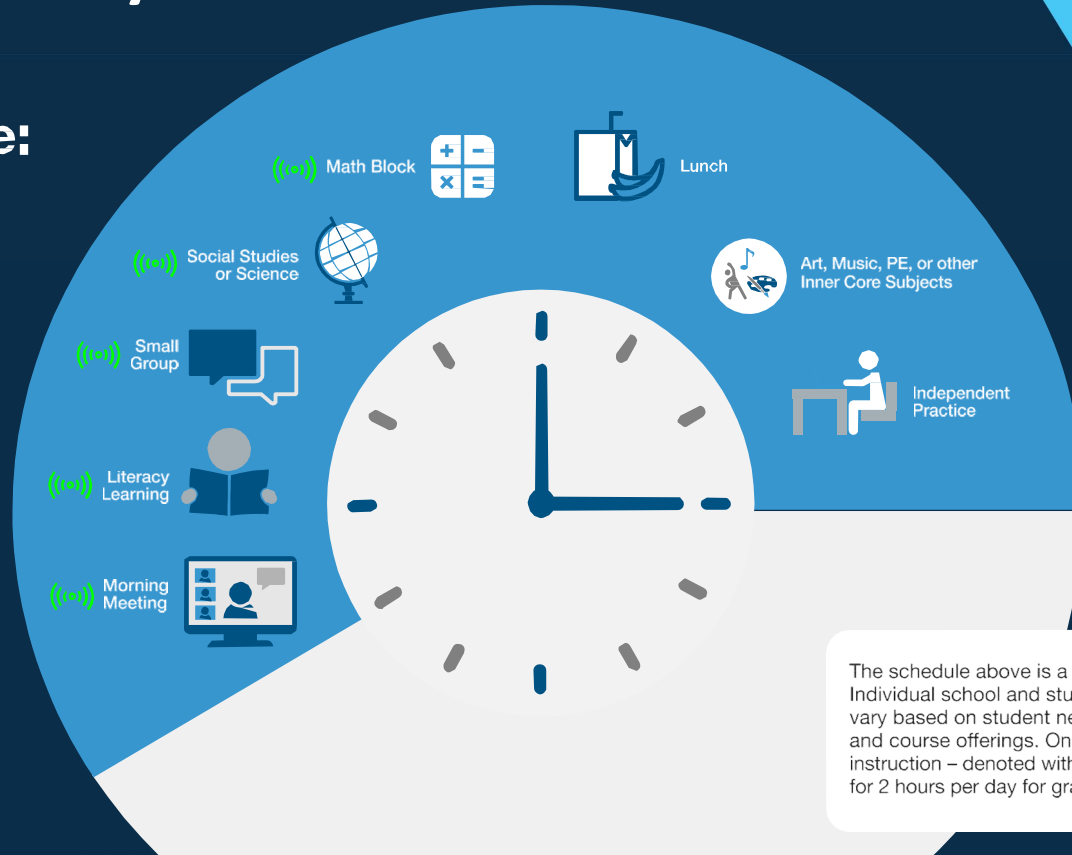 e:
Math Block
Lunch
Social Studies
or Science
Art, Music, PE, or other
Inner Core Subjects
Small
Group
Independent
Practice
Literacy
Learning
Morning
Meeting
The schedule above is a
Individual school and stu
vary based on student ne
and course offerings. On
instruction – denoted with
for 2 hours per day for gra